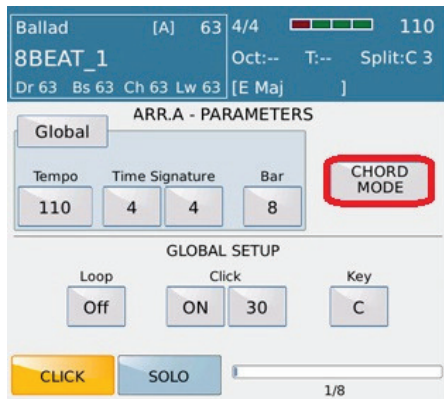 Ballad [A] 63 4/4 110
8BEAT_1 Oct:-- T:-- Split:C 3
Dr 63 Bs 63 Ch 63 Lw 63 [E Maj ]
ARR.A - PARAMETERS
Global
Tempo Time Signature Bar
CHORD
MODE
110 4 4 8
GLOBAL SETUP
Loop Click Key
Off ON 30 C
CLICK SOLO
1/8